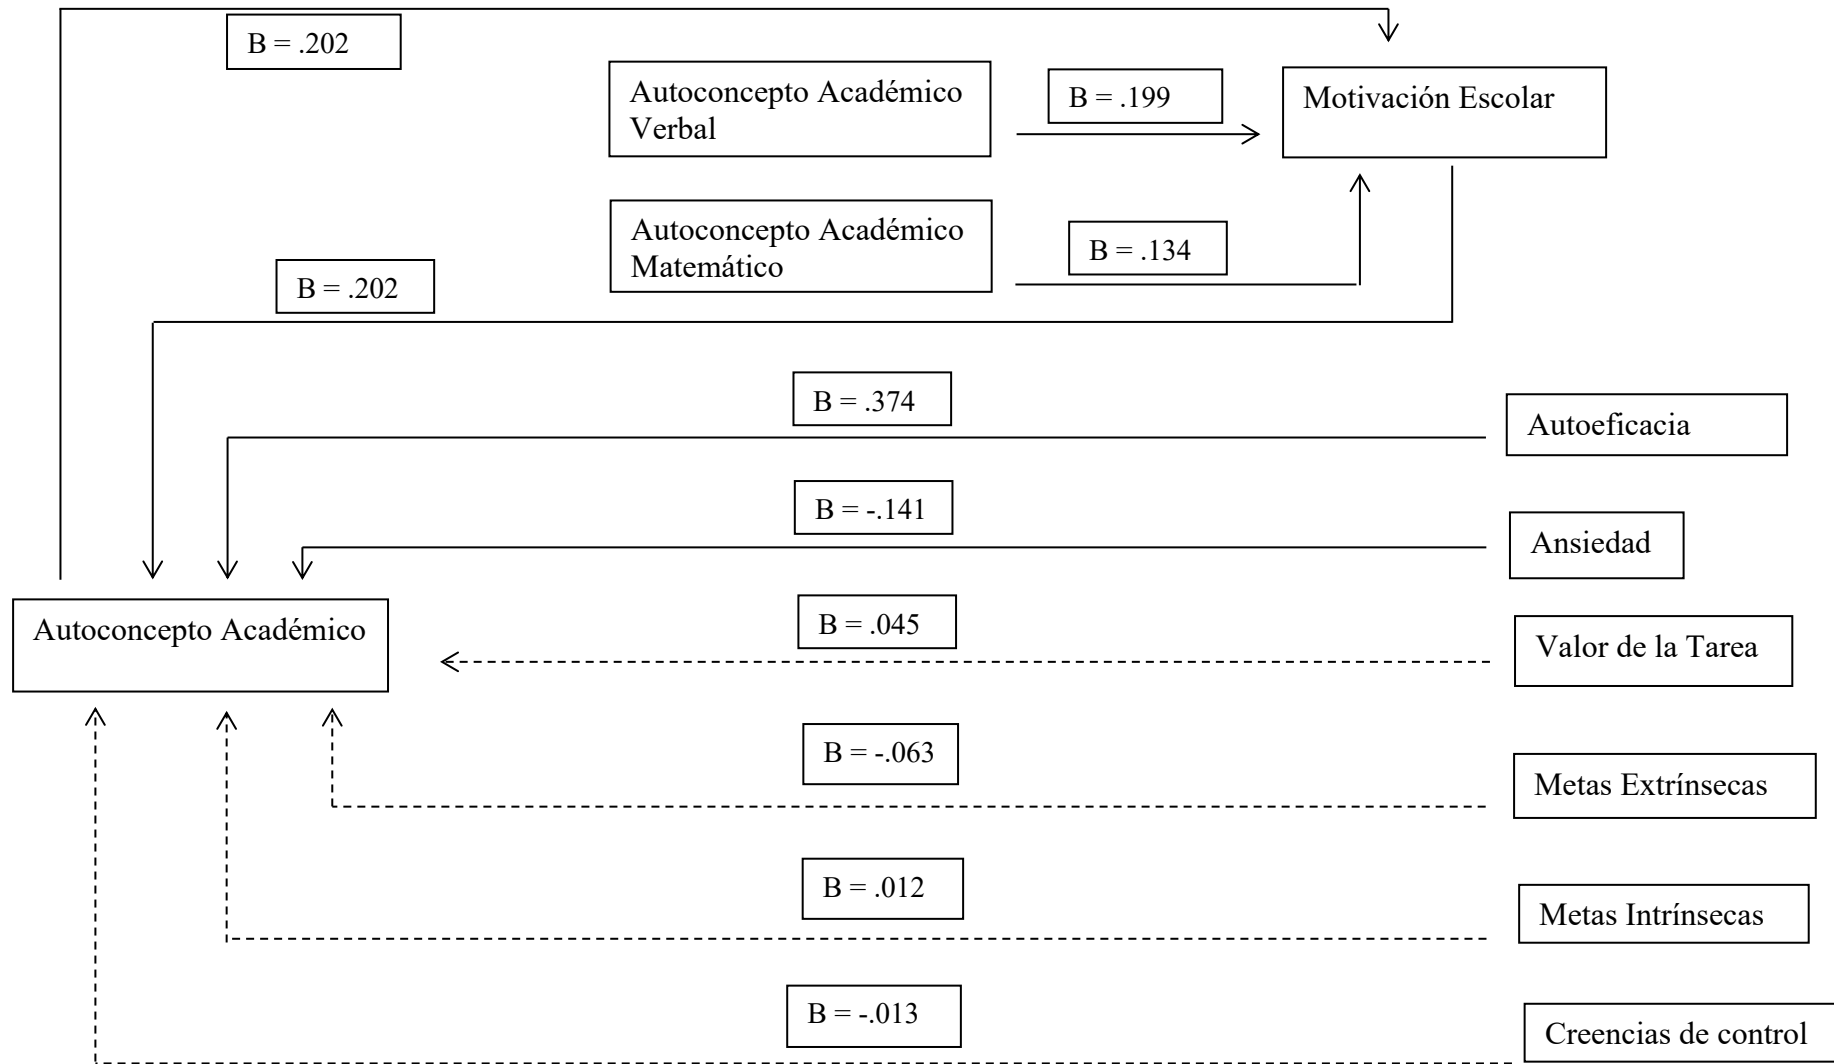 B = .202
Autoconcepto Académico
Verbal
B = .199
Motivación Escolar
Autoconcepto Académico
Matemático
B = .134
B = .202
B = .374
Autoeficacia
B = -.141
Ansiedad
Autoconcepto Académico
B = .045
Valor de la Tarea
B = -.063
Metas Extrínsecas
B = .012
Metas Intrínsecas
B = -.013
Creencias de control